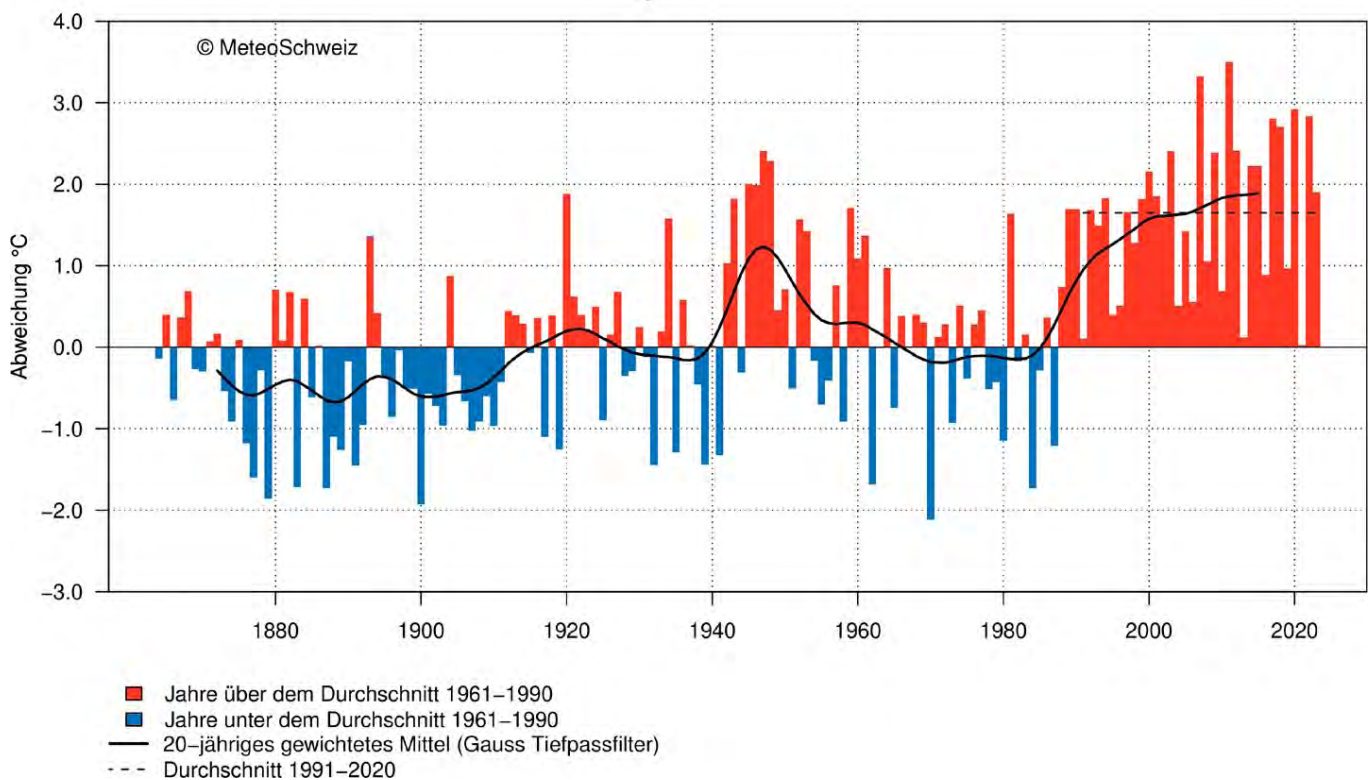 4.0
© MeteoSchweiz
3.0
2.0
1.0
0.0
−1.0
−2.0
−3.0
Abweichung °C
1880 1900 1920 1940 1960 1980 2000 2020
Jahre über dem Durchschnitt 1961−1990
Jahre unter dem Durchschnitt 1961−1990
20−jähriges gewichtetes Mittel (Gauss Tiefpassfilter)
Durchschnitt 1991−2020